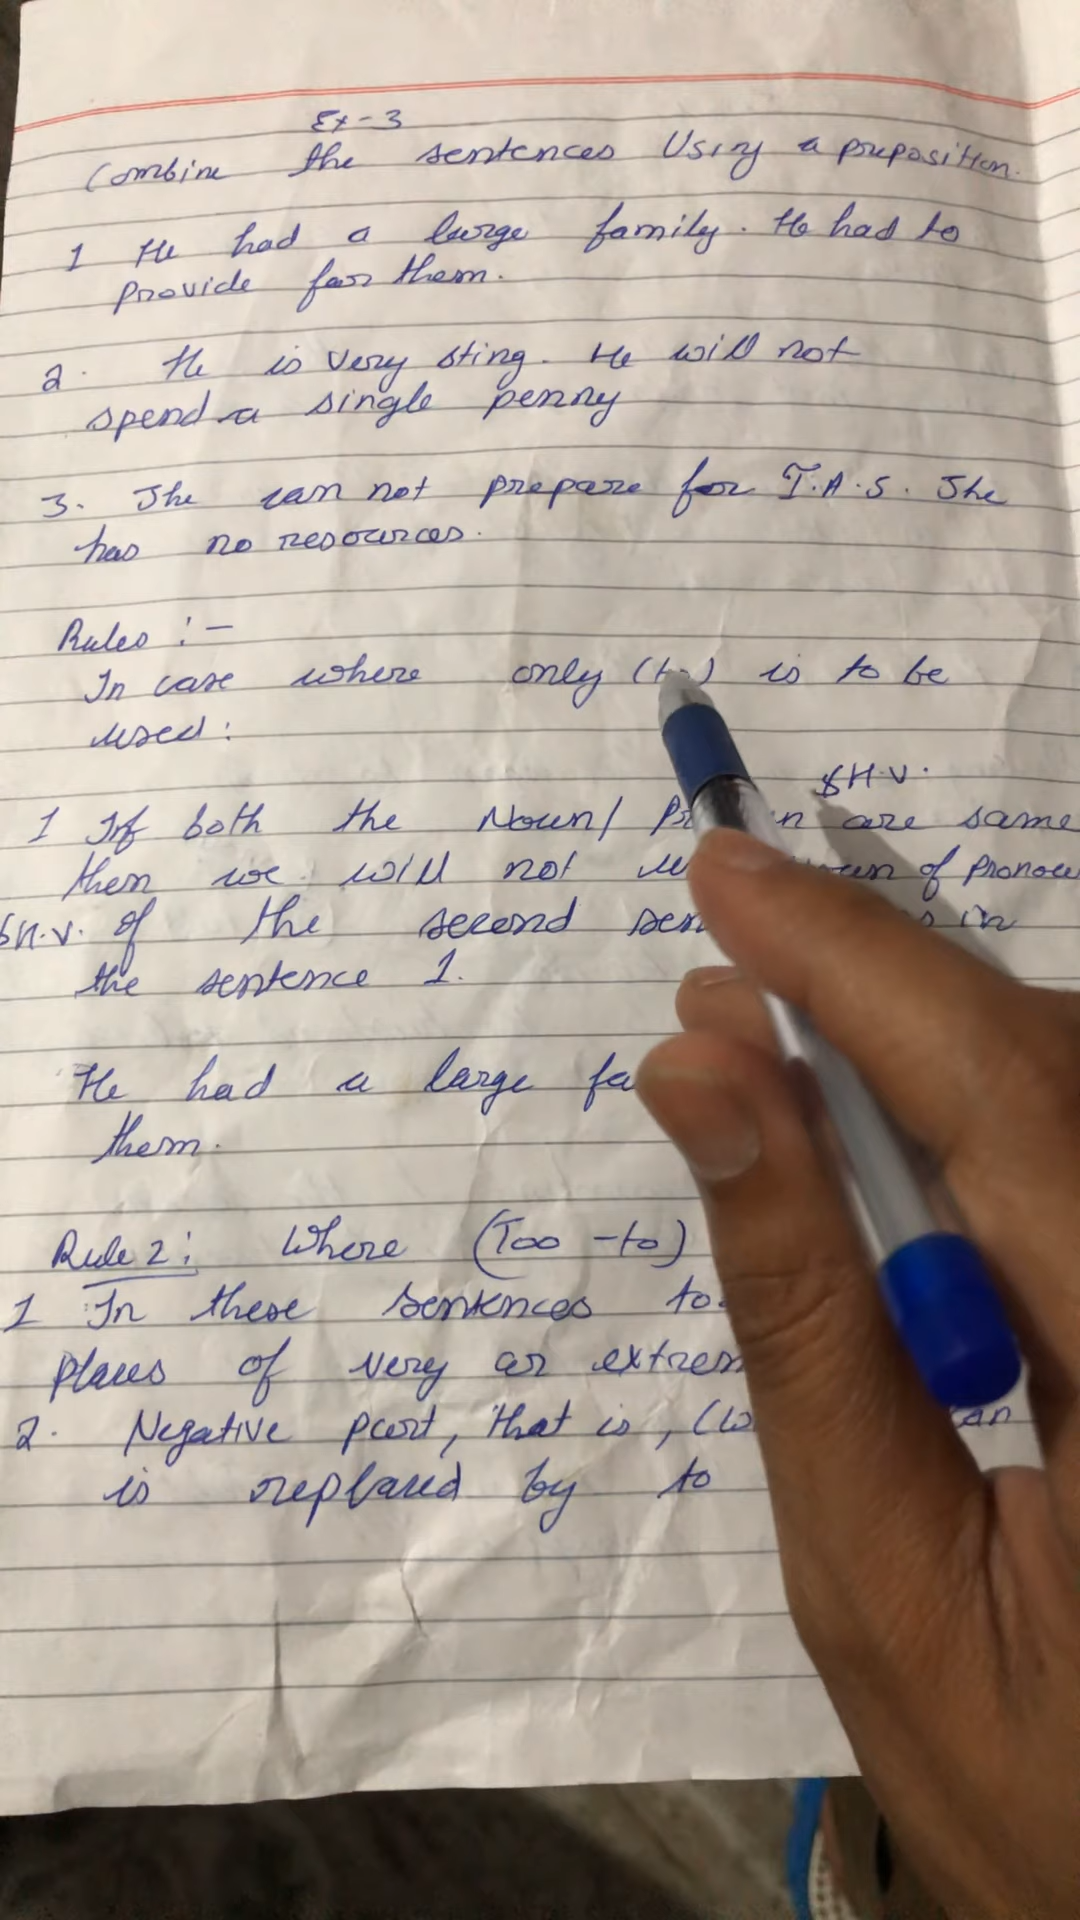 Ex-3
Combine the sentences Using a preposition.
1 He had a large family. He had to
provide for them.
2. He is very sting. He will not
spend a single penny
3. She can not prepare for I.A.S. She
has no resources.
Rules :-
In case where only (to) is to be
used:
$H.V.
1 If both the Noun/ are same
then we will not of pronoun
$H.V. of the second in
the sentence 1.
He had a large
them.
Rule 2: Where (Too -to)
1 In these sentences
places of very or
2. Negative part, that is, can
is replaced by to